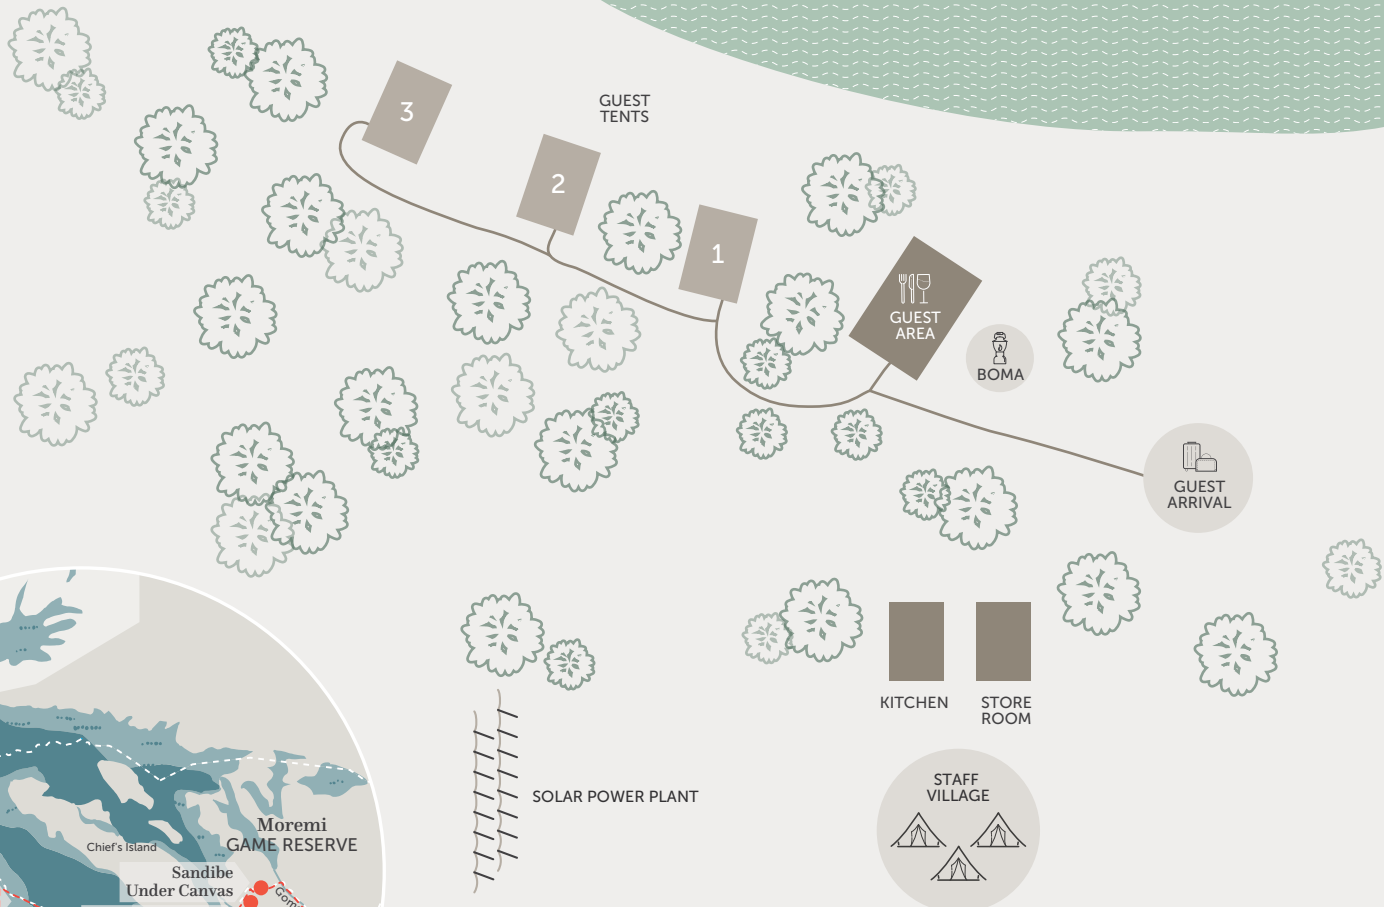 3
GUEST
TENTS
2
1
GUEST
AREA
BOMA
GUEST
ARRIVAL
KITCHEN
STORE
ROOM
SOLAR POWER PLANT
STAFF
VILLAGE
Moremi
GAME RESERVE
Chief's Island
Sandibe
Under Canvas